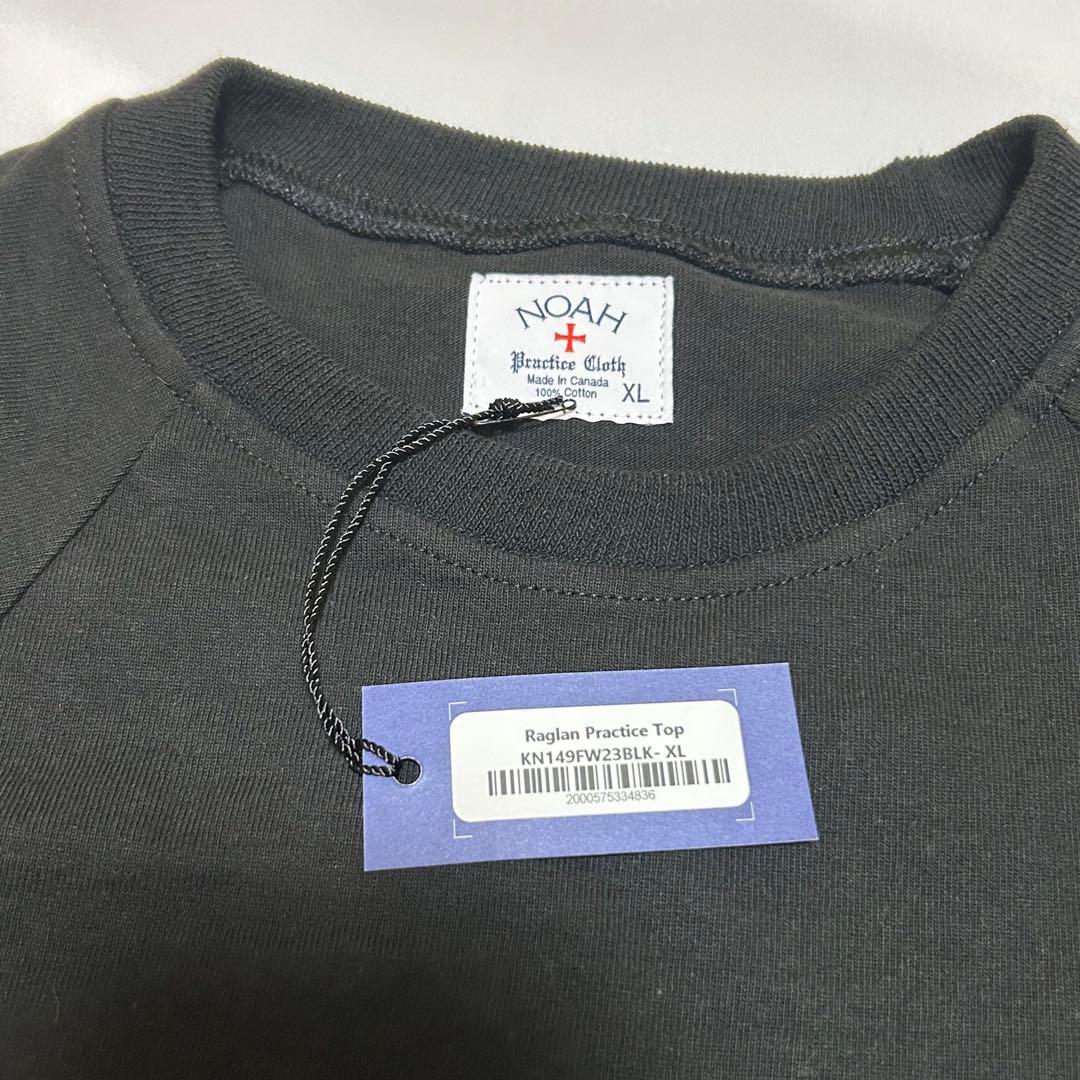 NOAH
Practice Cloth
Made In Canada
100% Cotton
XL
Raglan Practice Top
KN149FW23BLK- XL
2000575334836